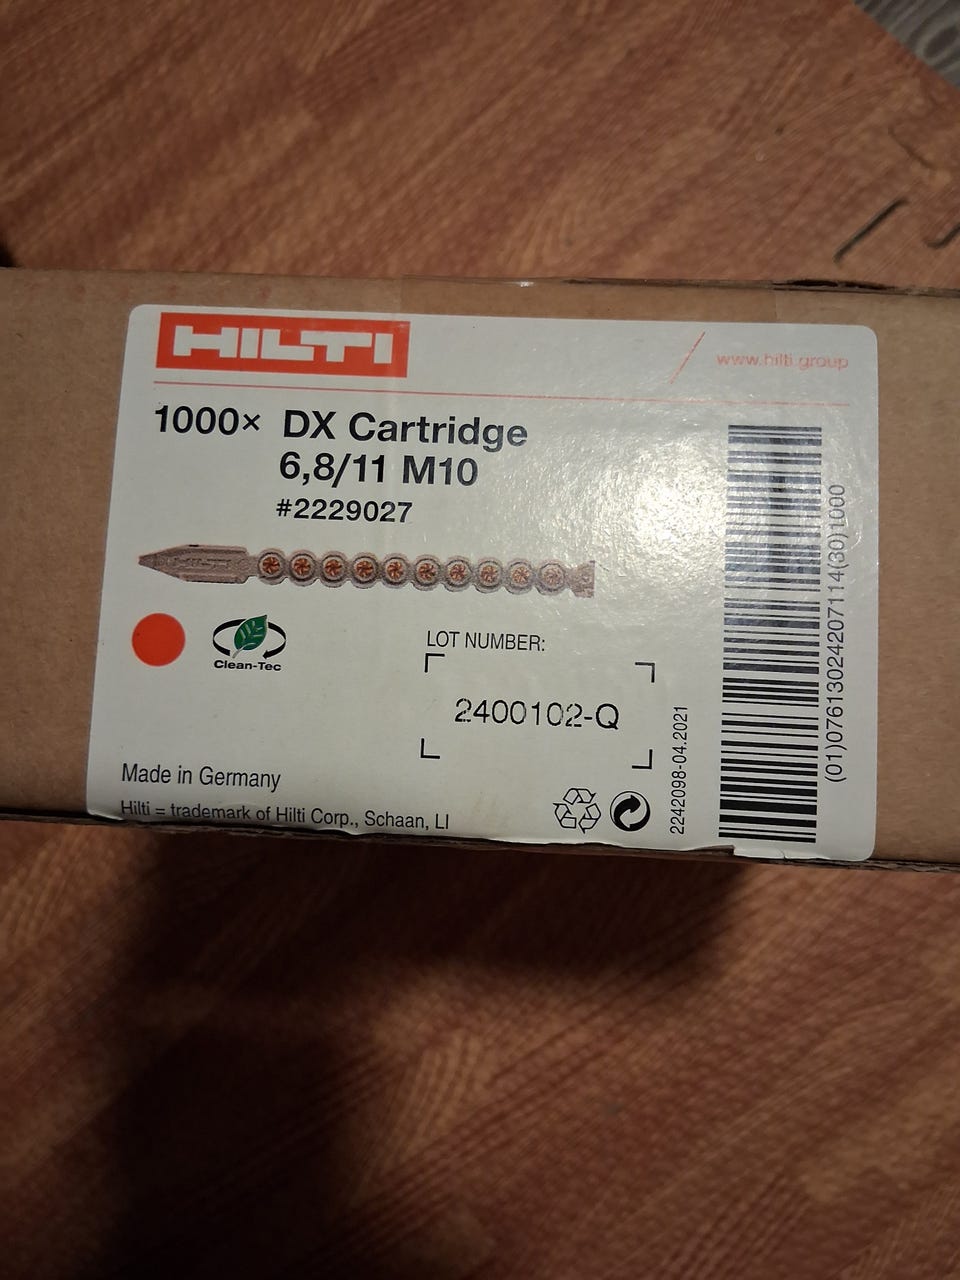 HILTI
www.hilti.group
1000× DX Cartridge
6,8/11 M10
#2229027
HILTI
Clean-Tec
LOT NUMBER:
2400102-Q
Made in Germany
Hilti = trademark of Hilti Corp., Schaan, LI
2242098-04.2021
(01)07613024207114(30)1000